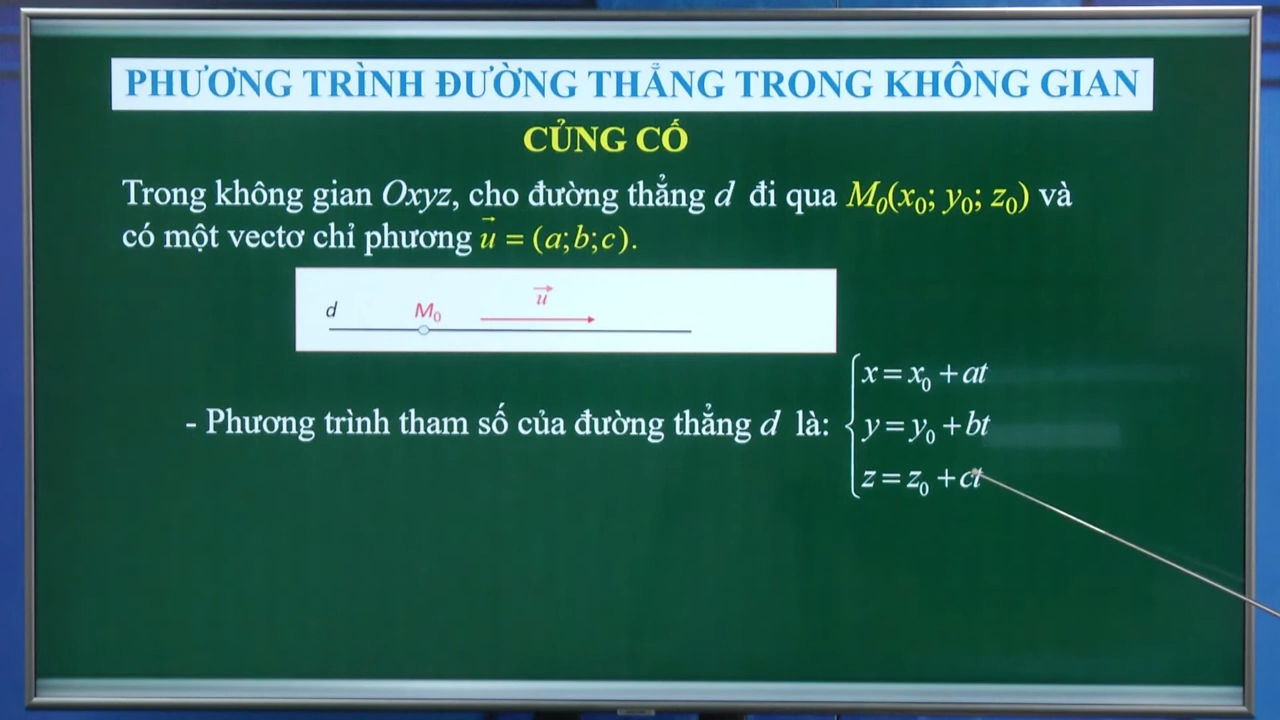 PHƯƠNG TRÌNH ĐƯỜNG THẲNG TRONG KHÔNG GIAN
CỦNG CỐ
Trong không gian Oxyz, cho đường thẳng d đi qua M₀(x₀; y₀; z₀) và
có một vectơ chỉ phương u⃗ = (a;b;c).
d M₀ u⃗
x = x₀ + at
- Phương trình tham số của đường thẳng d là: { y = y₀ + bt
z = z₀ + ct